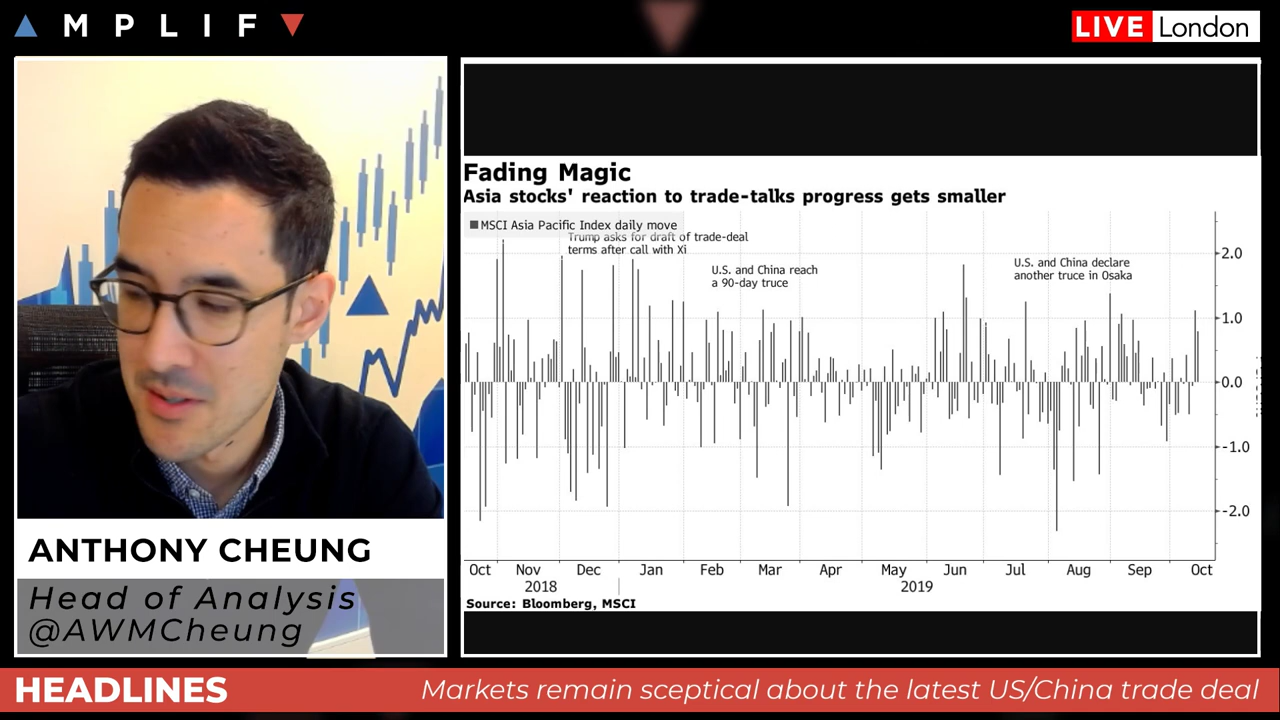 AMPLIFY
LIVE London
Fading Magic
Asia stocks' reaction to trade-talks progress gets smaller
MSCI Asia Pacific Index daily move
Trump asks for draft of trade-deal
terms after call with Xi
U.S. and China reach
a 90-day truce
U.S. and China declare
another truce in Osaka
2.0
1.0
0.0
-1.0
-2.0
Oct Nov Dec Jan Feb Mar Apr May Jun Jul Aug Sep Oct
2018 2019
Source: Bloomberg, MSCI
ANTHONY CHEUNG
Head of Analysis
@AWMCheung
HEADLINES Markets remain sceptical about the latest US/China trade deal